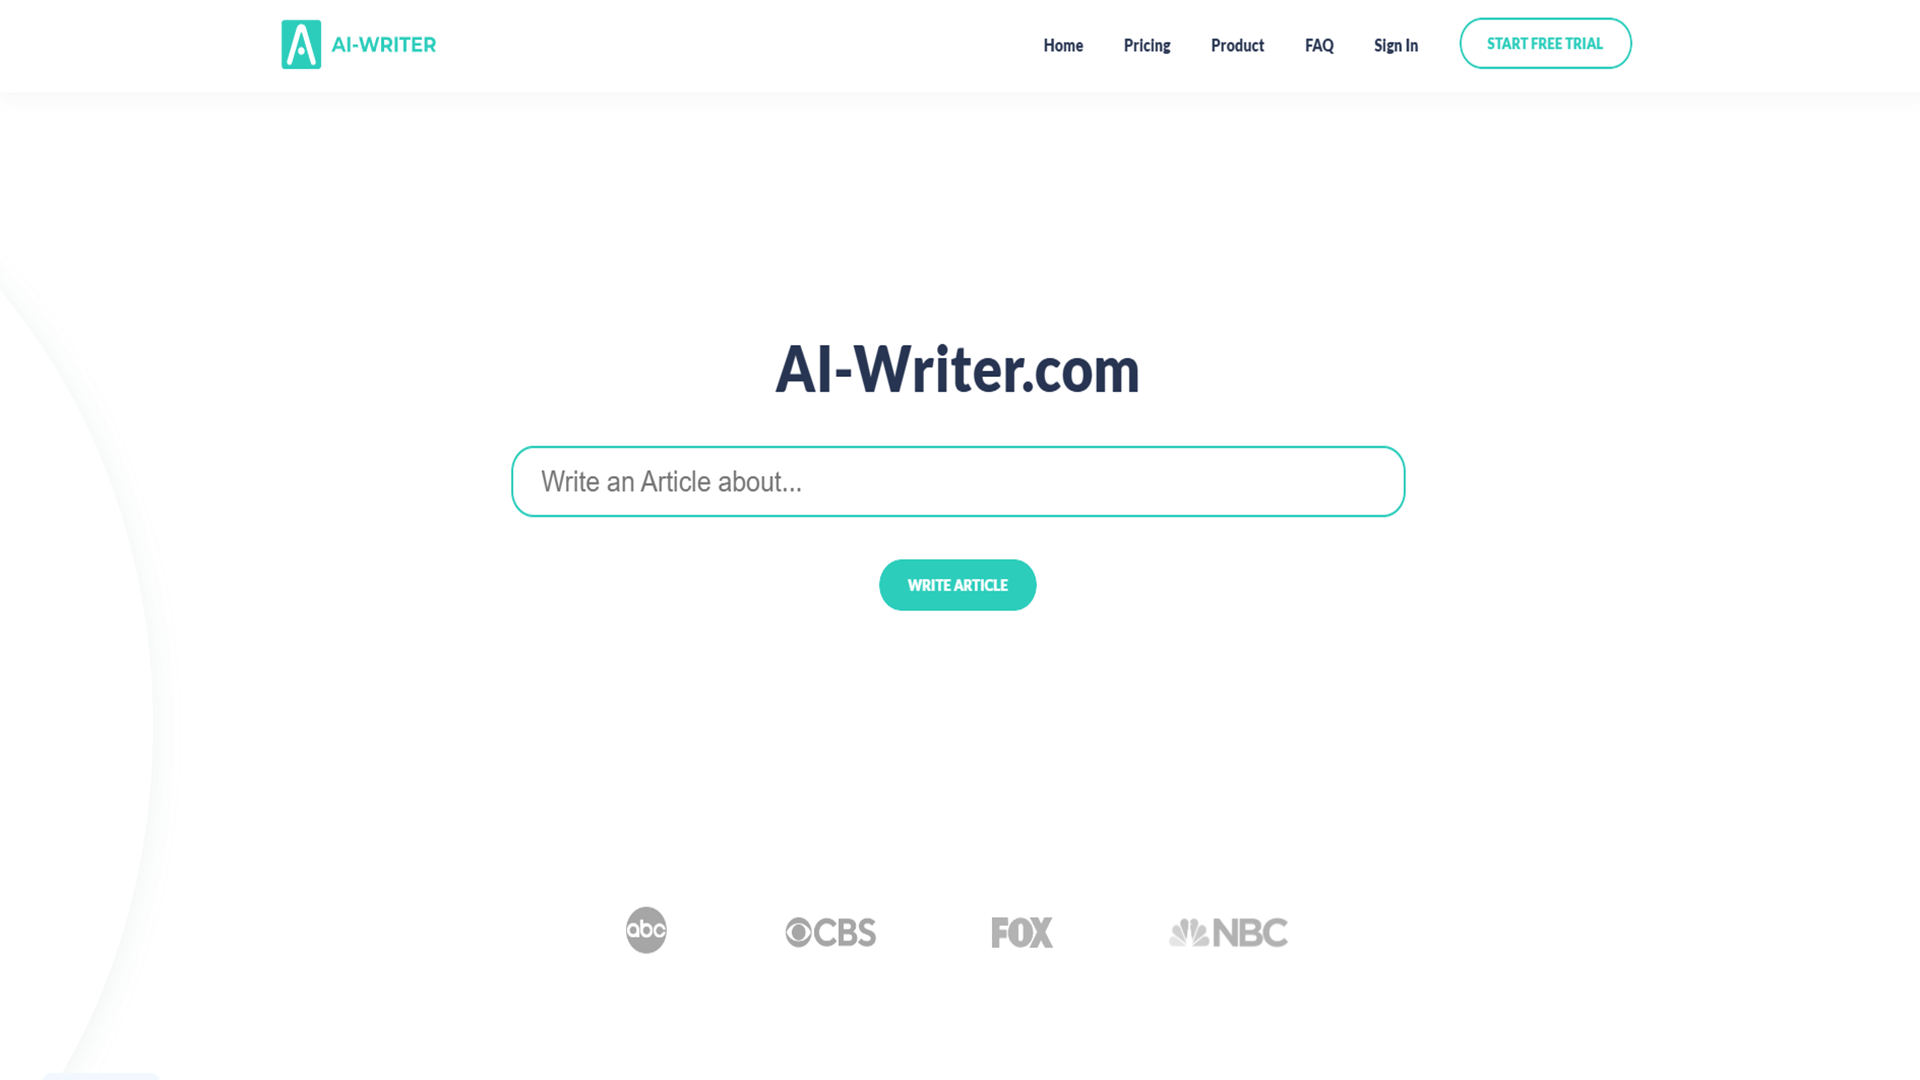 AI-WRITER
Home Pricing Product FAQ Sign In START FREE TRIAL
AI-Writer.com
Write an Article about...
WRITE ARTICLE
abc CBS FOX NBC